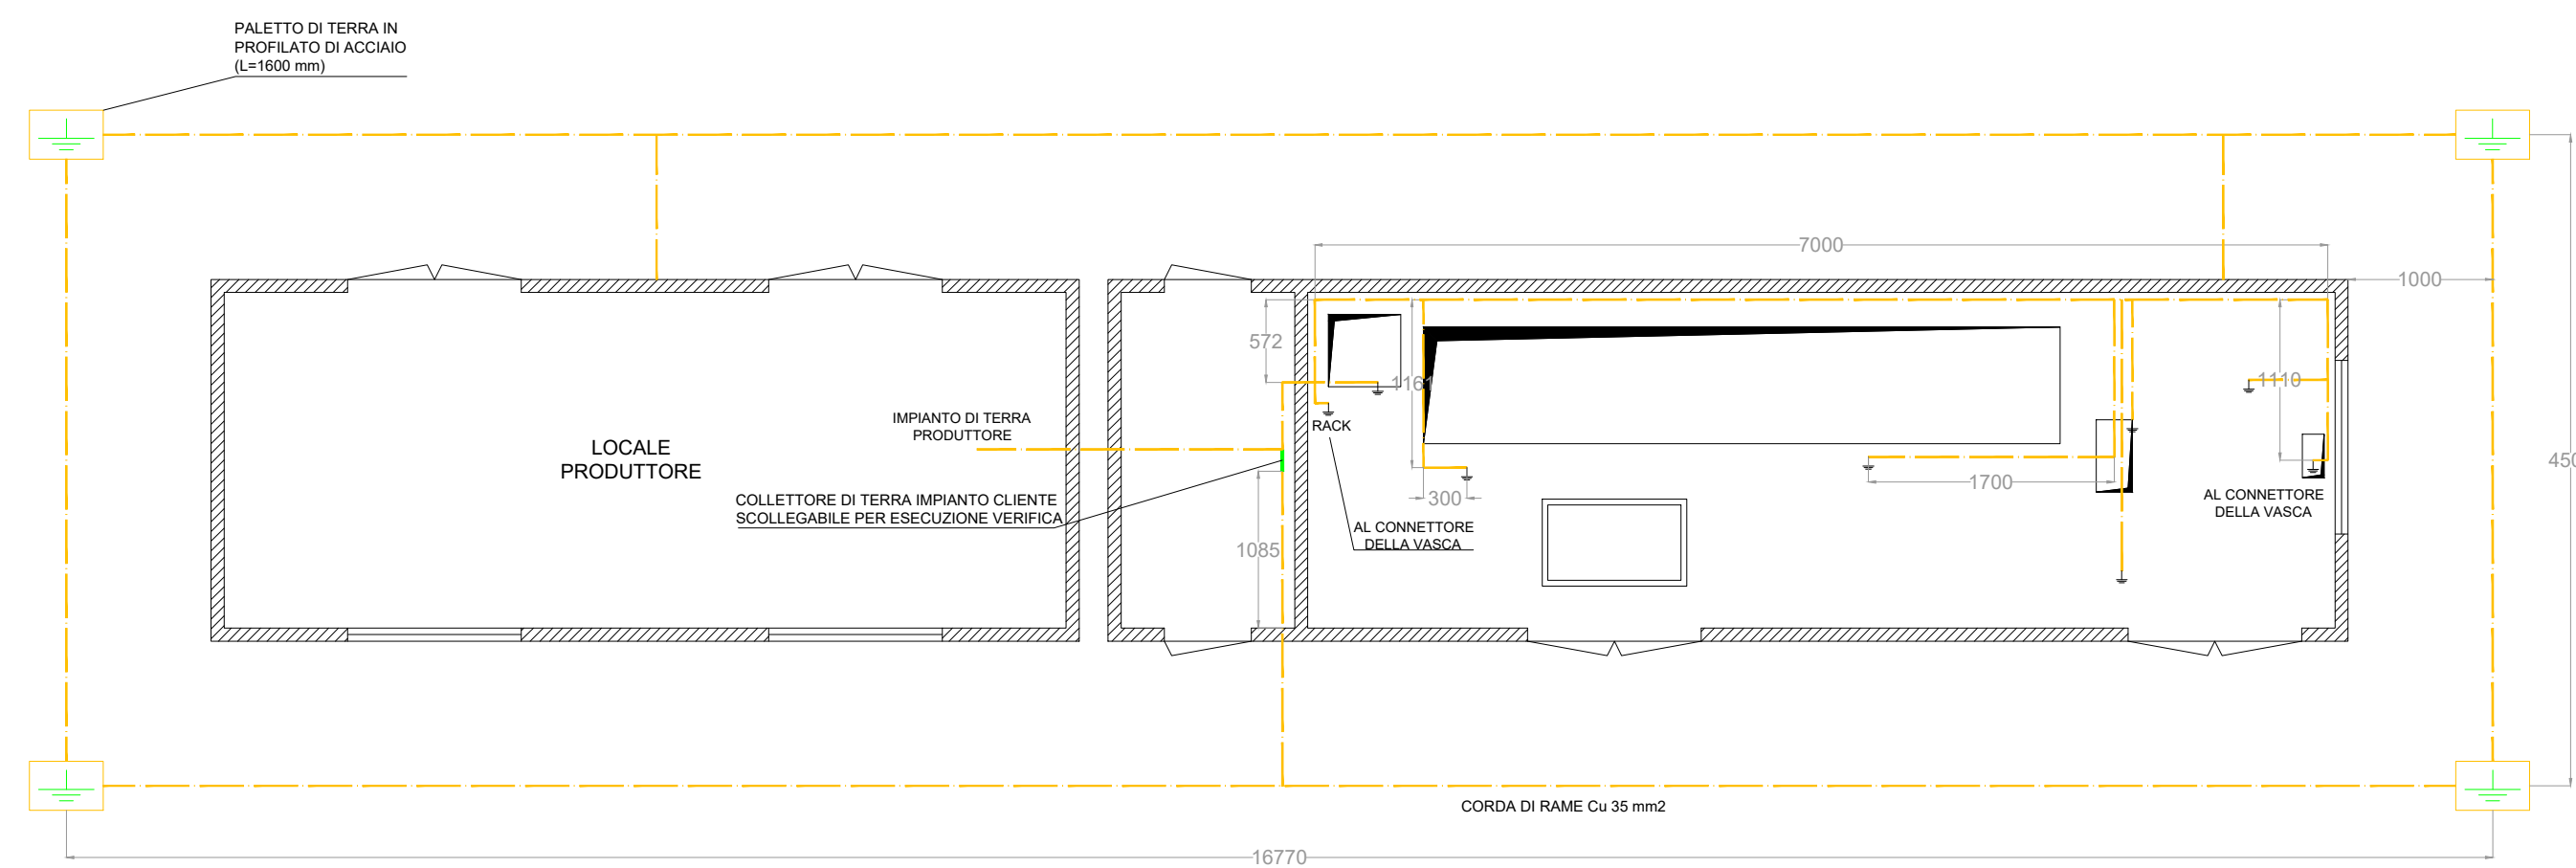 PALETTO DI TERRA IN
PROFILATO DI ACCIAIO
(L=1600 mm)
7000
1000
572
1161
1110
RACK
IMPIANTO DI TERRA
PRODUTTORE
LOCALE
PRODUTTORE
COLLETTORE DI TERRA IMPIANTO CLIENTE
SCOLLEGABILE PER ESECUZIONE VERIFICA
300
1700
AL CONNETTORE
DELLA VASCA
AL CONNETTORE
DELLA VASCA
1085
CORDA DI RAME Cu 35 mm2
16770